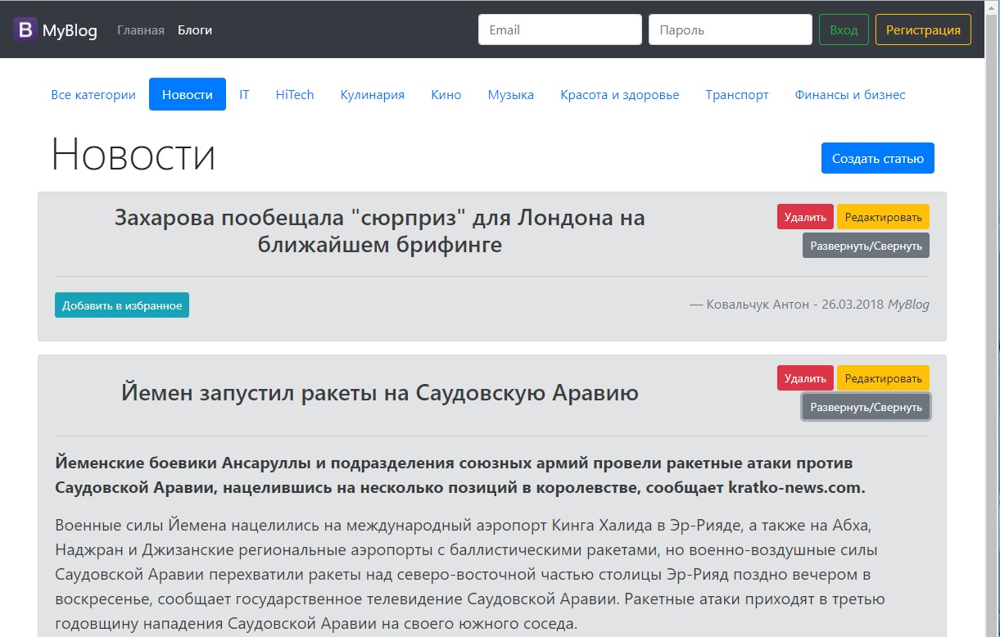 B MyBlog Главная Блоги Email Пароль Вход Регистрация
Все категории Новости IT HiTech Кулинария Кино Музыка Красота и здоровье Транспорт Финансы и бизнес
Новости
Создать статью
Захарова пообещала "сюрприз" для Лондона на
ближайшем брифинге
Удалить Редактировать
Развернуть/Свернуть
Добавить в избранное
— Ковальчук Антон - 26.03.2018 MyBlog
Йемен запустил ракеты на Саудовскую Аравию
Удалить Редактировать
Развернуть/Свернуть
Йеменские боевики Ансаруллы и подразделения союзных армий провели ракетные атаки против
Саудовской Аравии, нацелившись на несколько позиций в королевстве, сообщает kratko-news.com.
Военные силы Йемена нацелились на международный аэропорт Кинга Халида в Эр-Рияде, а также на Абха,
Наджран и Джизанские региональные аэропорты с баллистическими ракетами, но военно-воздушные силы
Саудовской Аравии перехватили ракеты над северо-восточной частью столицы Эр-Рияд поздно вечером в
воскресенье, сообщает государственное телевидение Саудовской Аравии. Ракетные атаки приходят в третью
годовщину нападения Саудовской Аравии на своего южного соседа.